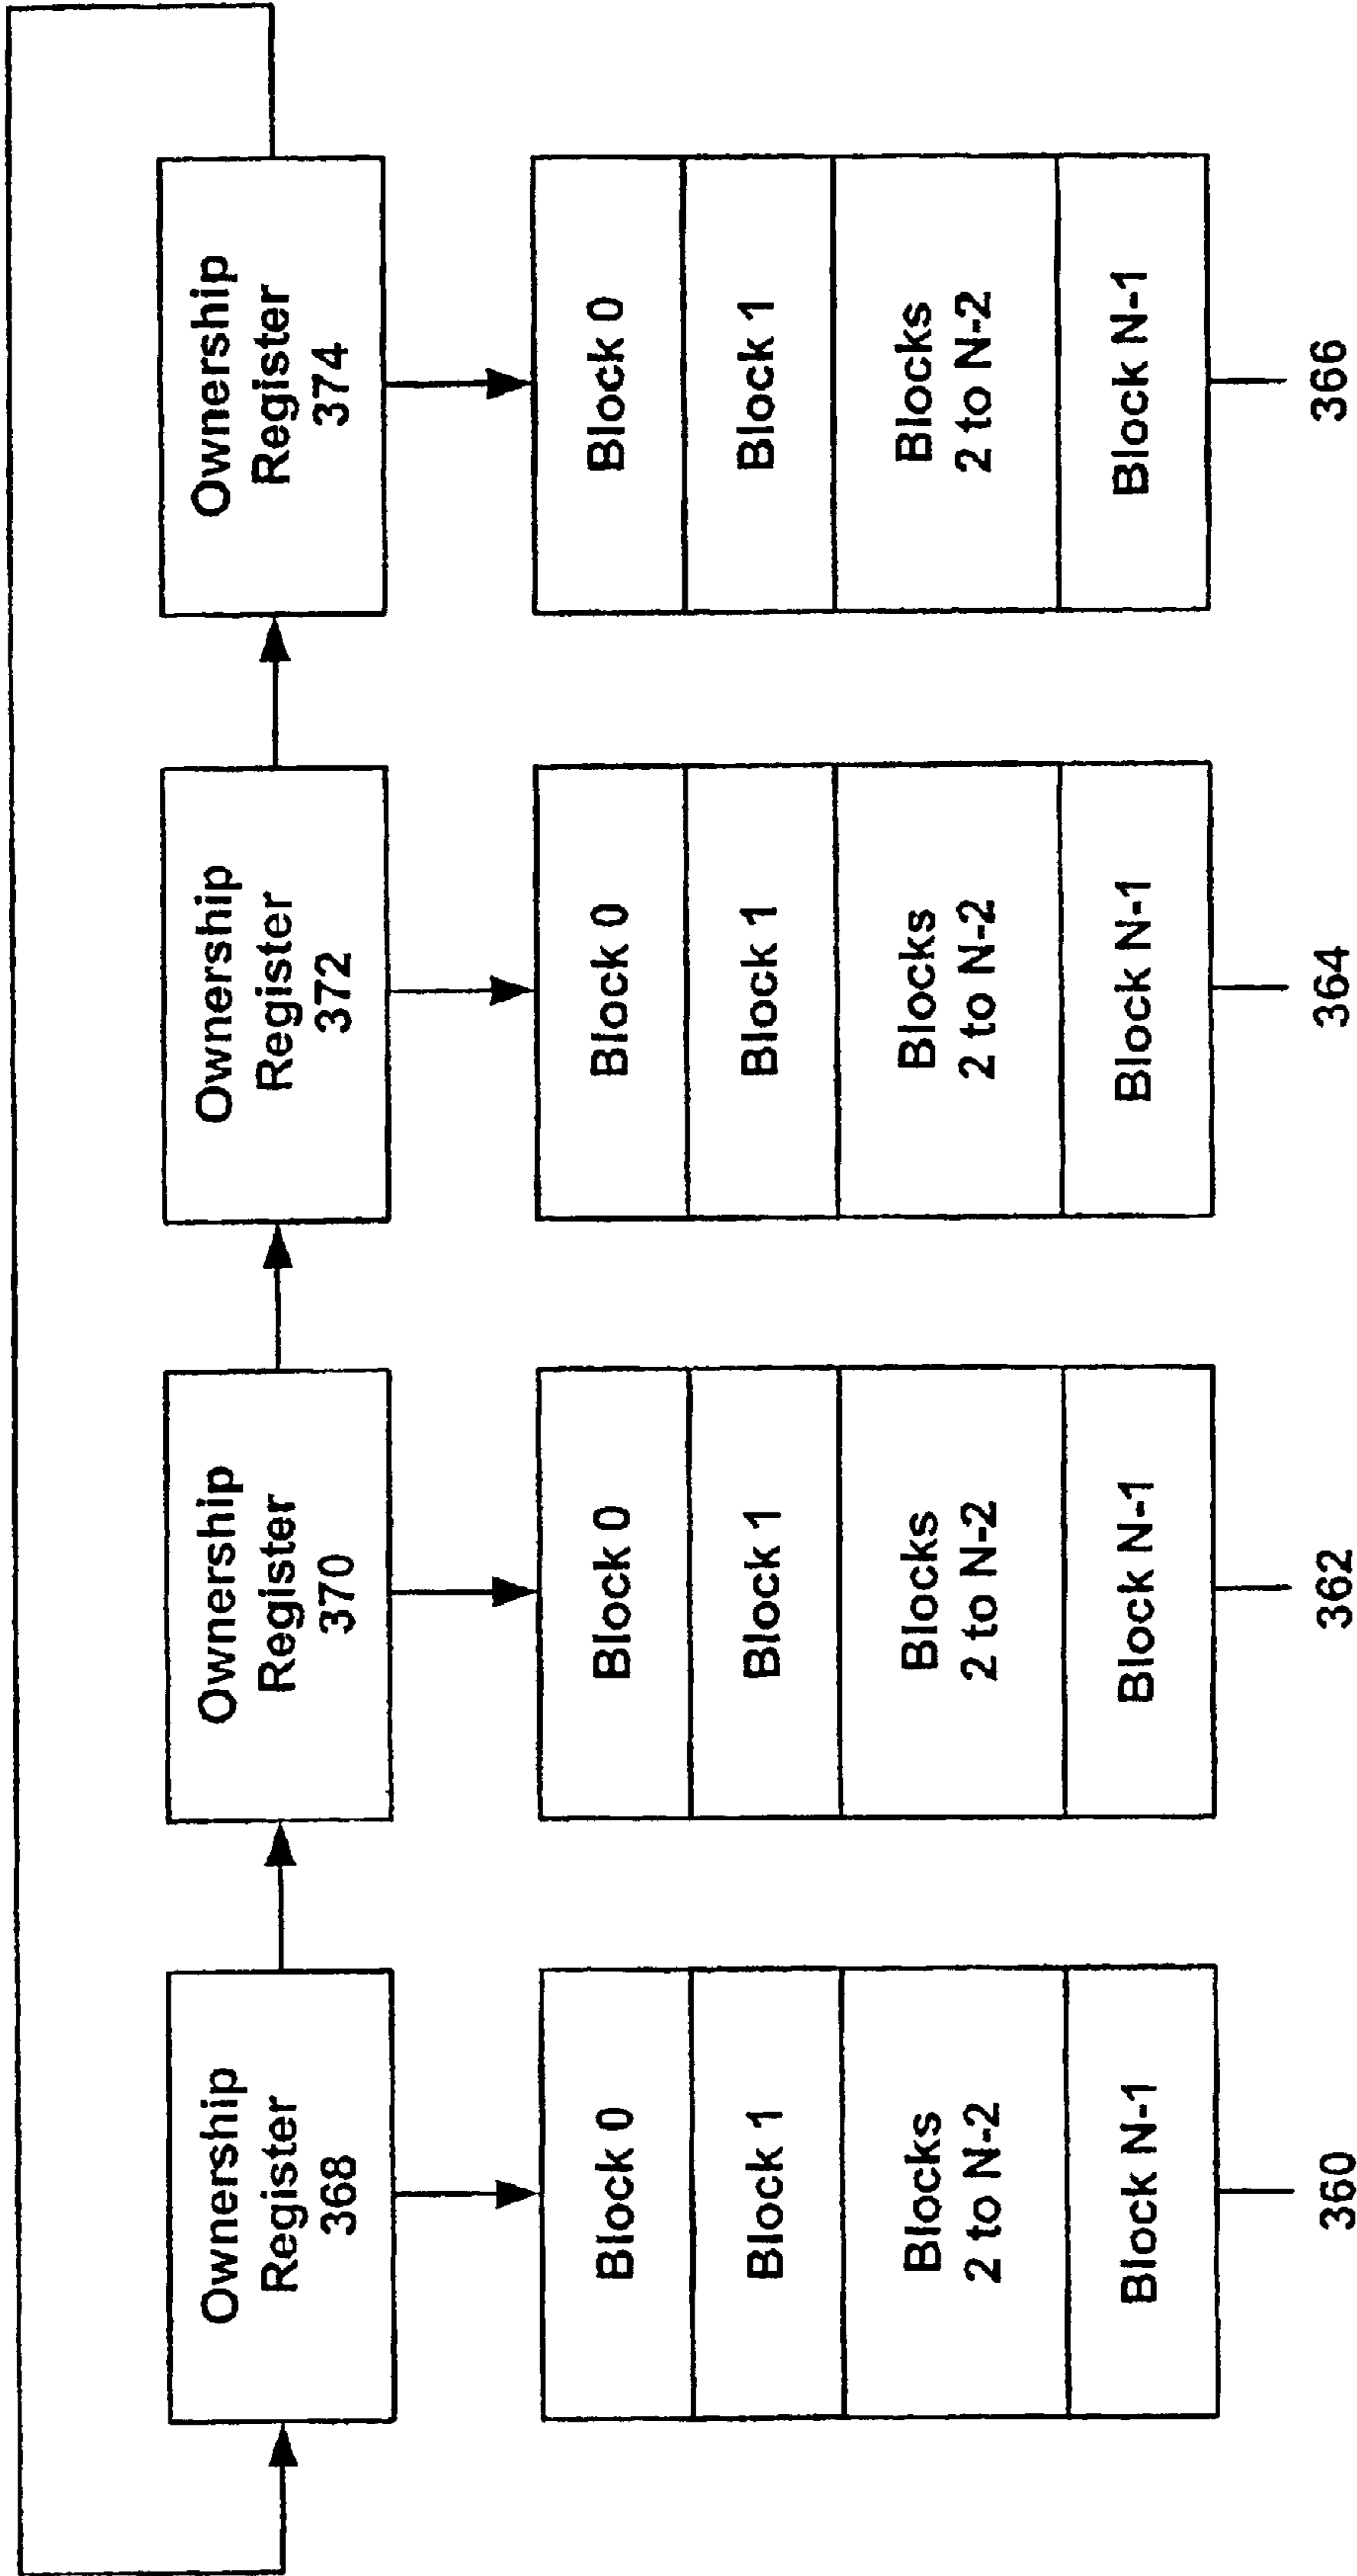 Ownership
Register
368
Block 0
Block 1
Blocks
2 to N-2
Block N-1
360
Ownership
Register
370
Block 0
Block 1
Blocks
2 to N-2
Block N-1
362
Ownership
Register
372
Block 0
Block 1
Blocks
2 to N-2
Block N-1
364
Ownership
Register
374
Block 0
Block 1
Blocks
2 to N-2
Block N-1
366